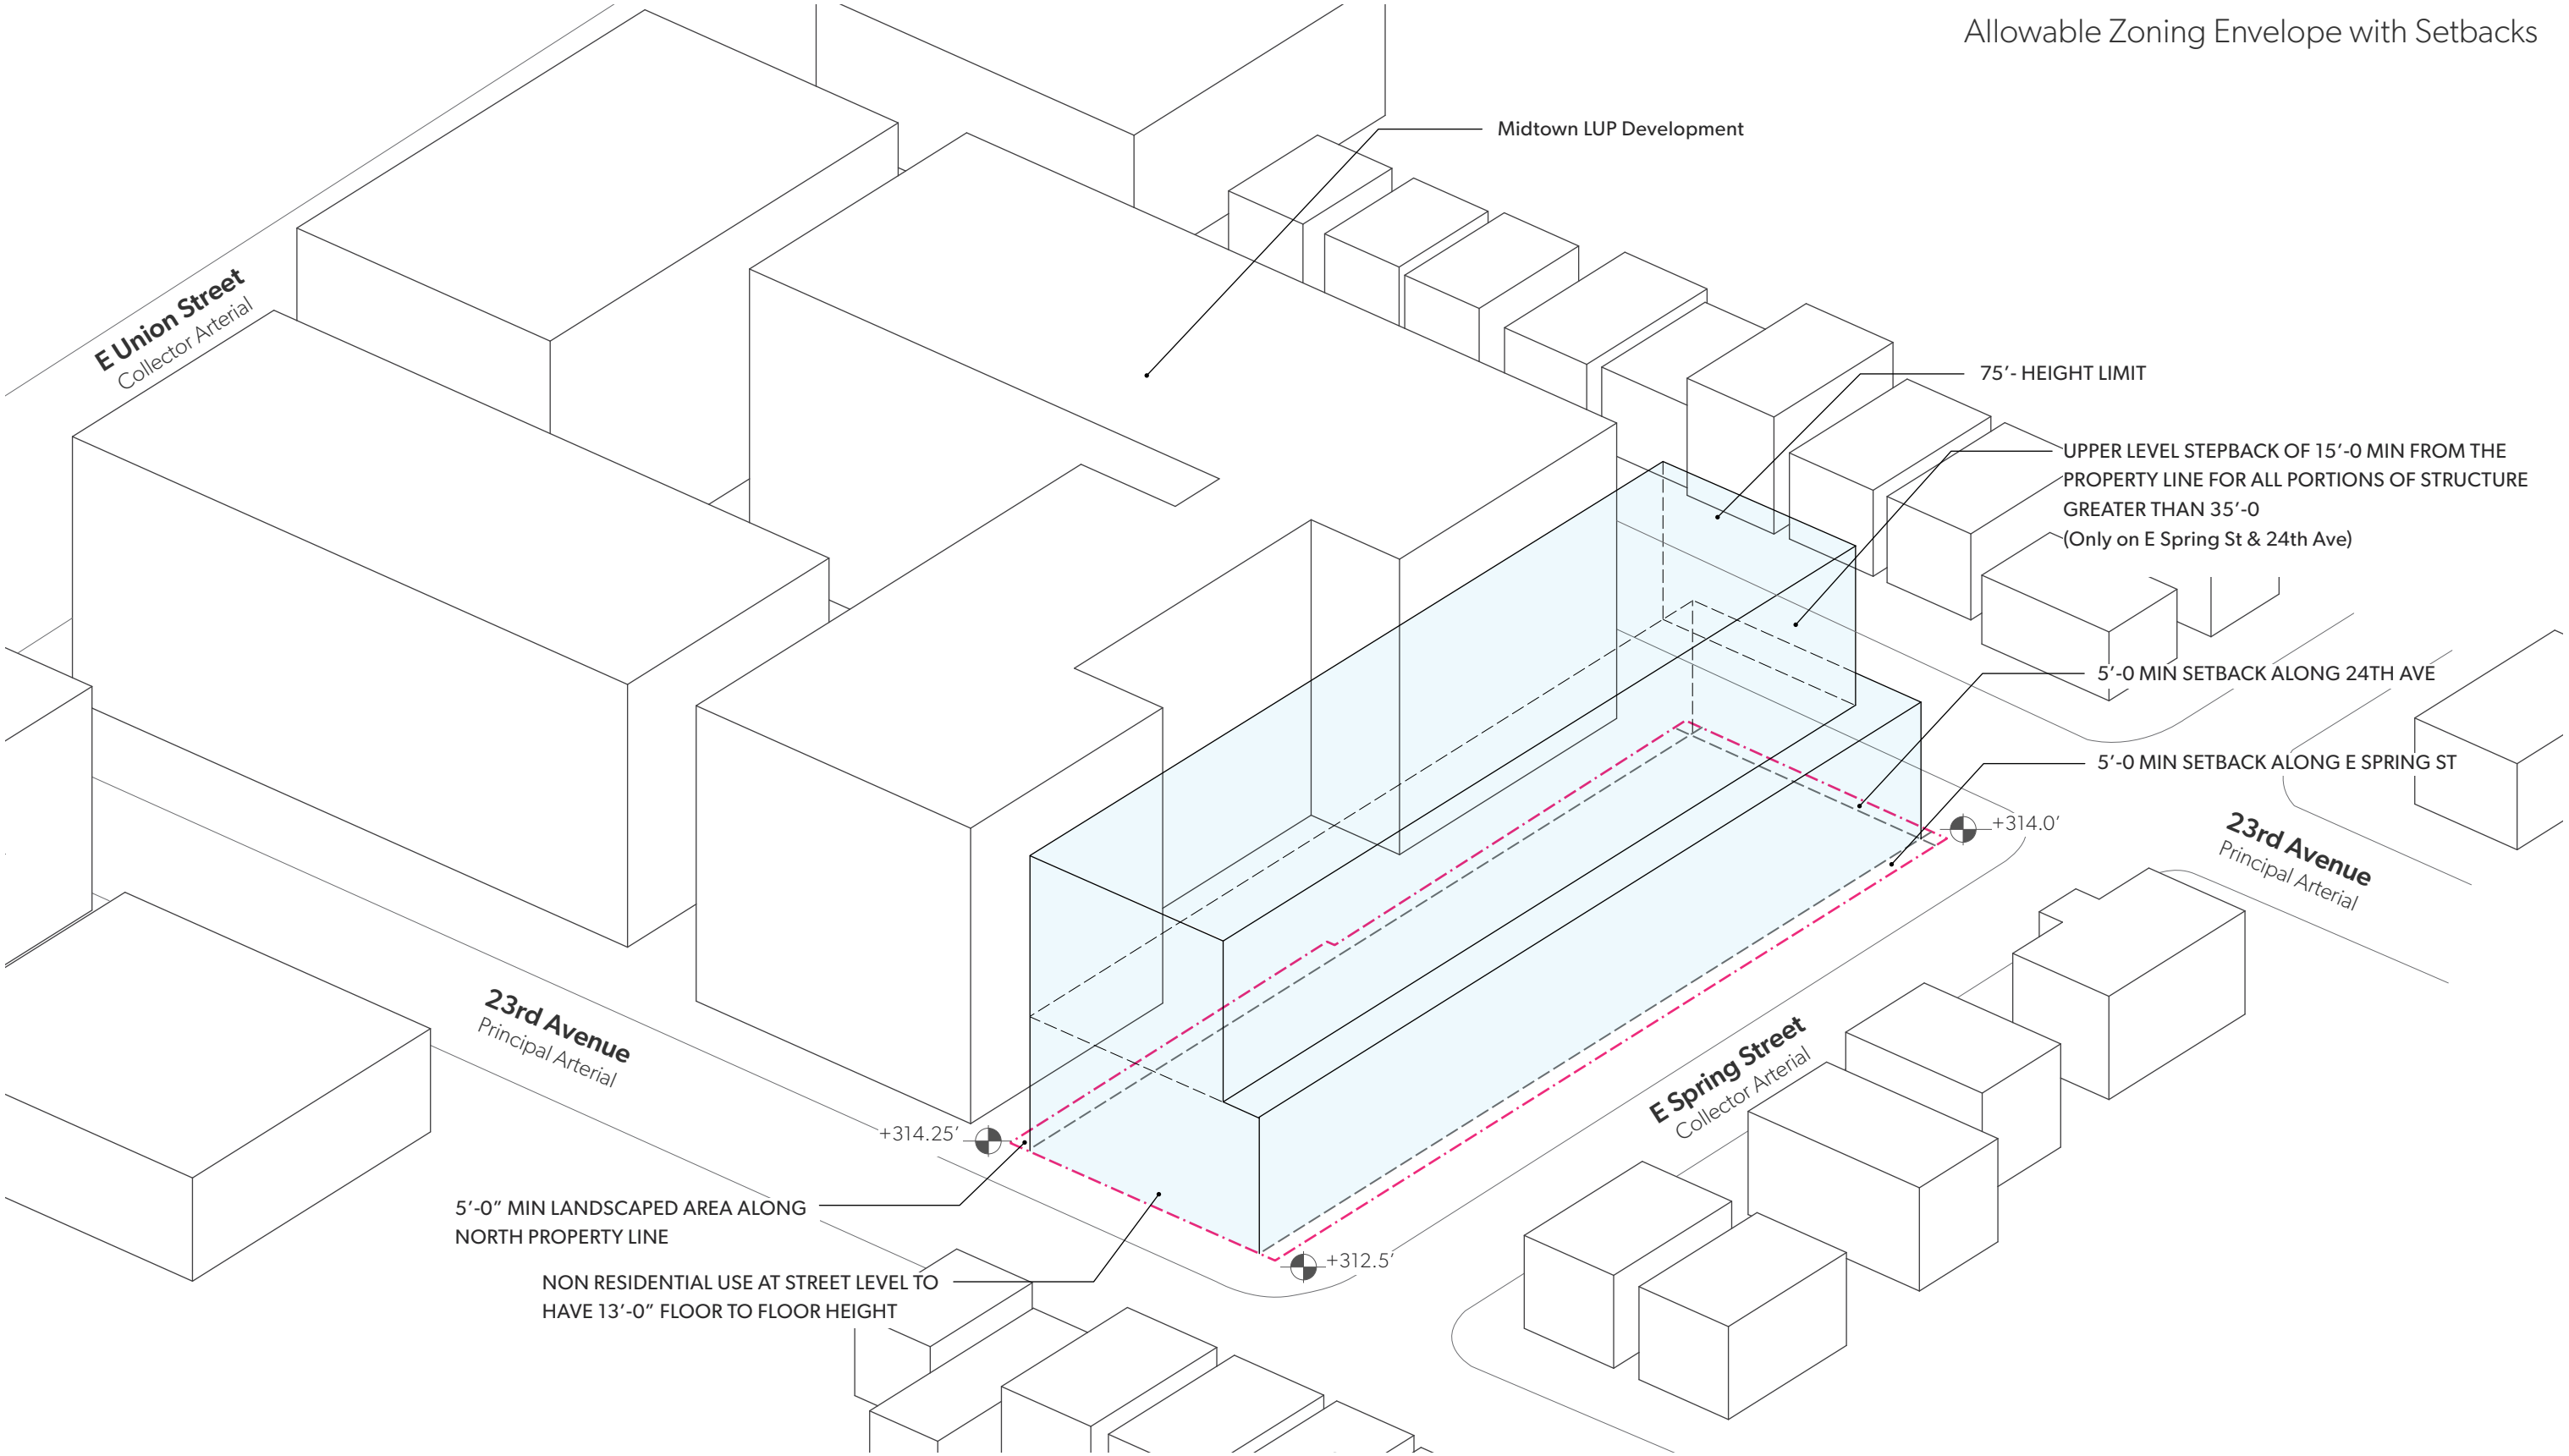 Allowable Zoning Envelope with Setbacks
Midtown LUP Development
E Union Street
Collector Arterial
75’- HEIGHT LIMIT
UPPER LEVEL STEPBACK OF 15’-0 MIN FROM THE
PROPERTY LINE FOR ALL PORTIONS OF STRUCTURE
GREATER THAN 35’-0
(Only on E Spring St & 24th Ave)
5’-0 MIN SETBACK ALONG 24TH AVE
5’-0 MIN SETBACK ALONG E SPRING ST
+314.0’
23rd Avenue
Principal Arterial
23rd Avenue
Principal Arterial
E Spring Street
Collector Arterial
+314.25’
5’-0” MIN LANDSCAPED AREA ALONG
NORTH PROPERTY LINE
+312.5’
NON RESIDENTIAL USE AT STREET LEVEL TO
HAVE 13’-0” FLOOR TO FLOOR HEIGHT